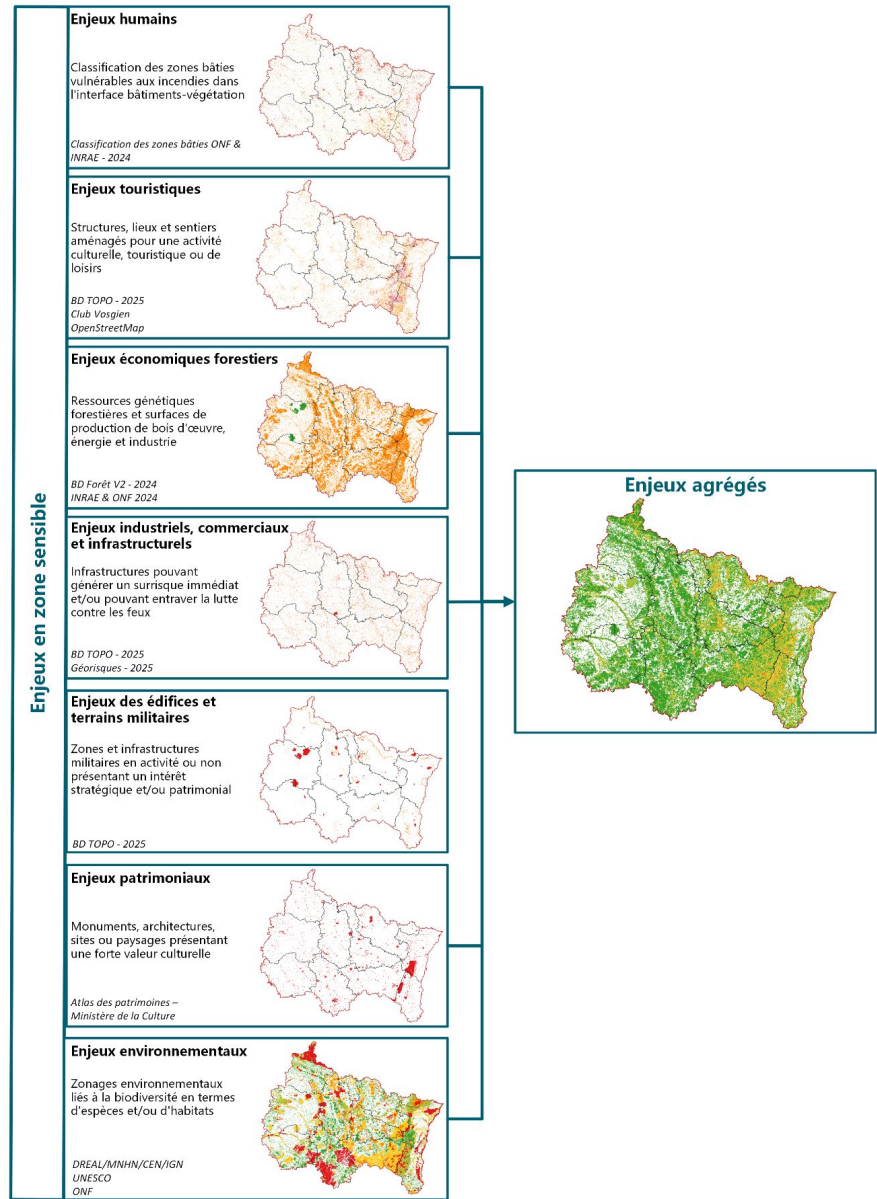 Enjeux en zone sensible
Enjeux humains
Classification des zones bâties
vulnérables aux incendies dans
l'interface bâtiments-végétation
Classification des zones bâties ONF &
INRAE - 2024
Enjeux touristiques
Structures, lieux et sentiers
aménagés pour une activité
culturelle, touristique ou de
loisirs
BD TOPO - 2025
Club Vosgien
OpenStreetMap
Enjeux économiques forestiers
Ressources génétiques
forestières et surfaces de
production de bois d'œuvre,
énergie et industrie
BD Forêt V2 - 2024
INRAE & ONF 2024
Enjeux industriels, commerciaux
et infrastructurels
Infrastructures pouvant
générer un surrisque immédiat
et/ou pouvant entraver la lutte
contre les feux
BD TOPO - 2025
Géorisques - 2025
Enjeux des édifices et
terrains militaires
Zones et infrastructures
militaires en activité ou non
présentant un intérêt
stratégique et/ou patrimonial
BD TOPO - 2025
Enjeux patrimoniaux
Monuments, architectures,
sites ou paysages présentant
une forte valeur culturelle
Atlas des patrimoines –
Ministère de la Culture
Enjeux environnementaux
Zonages environnementaux
liés à la biodiversité en termes
d'espèces et/ou d'habitats
DREAL/MNHN/CEN/IGN
UNESCO
ONF
Enjeux agrégés